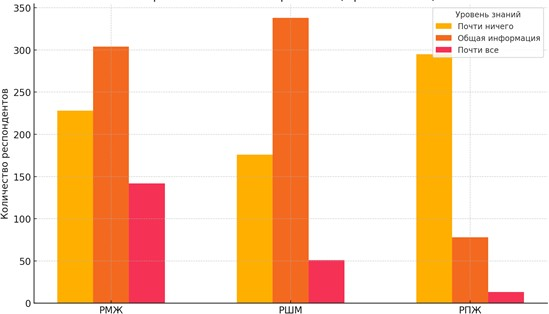 350
300
250
200
150
100
50
0
Количество респондентов
Уровень знаний
Почти ничего
Общая информация
Почти все
РМЖ
РШМ
РПЖ